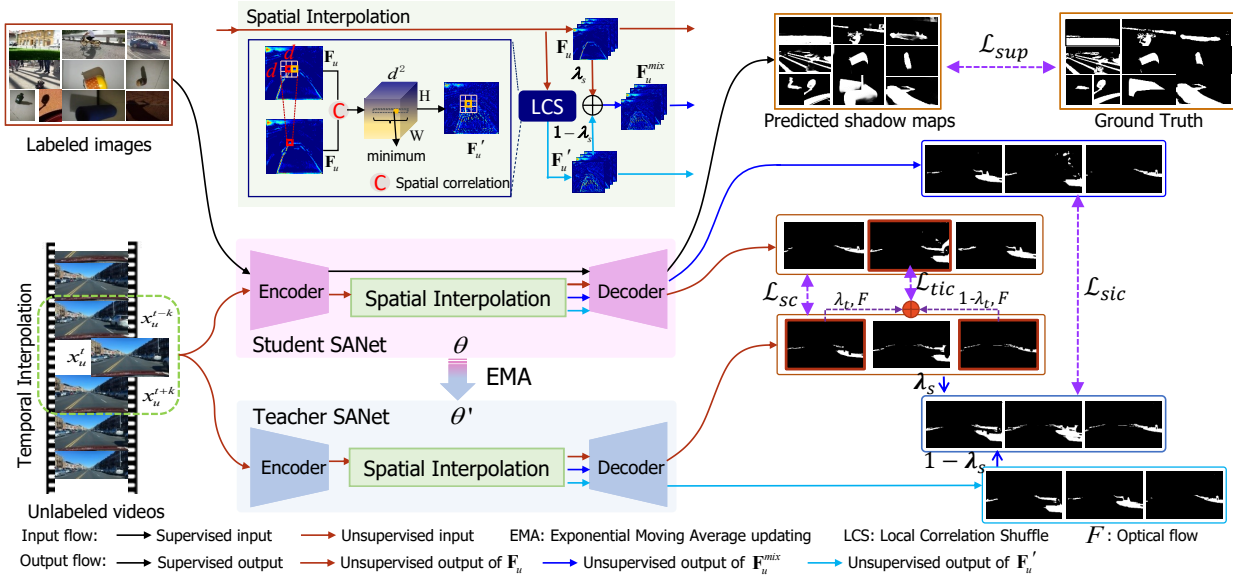 Spatial Interpolation
F_u
d
d
F_u
C
d²
H
W
minimum
F_u'
C Spatial correlation
LCS
F_u
λ_s
1−λ_s
F_u'
F_u^{mix}
Labeled images
Predicted shadow maps
ℒ_sup
Ground Truth
Temporal Interpolation
x_u^{t−k}
x_u^t
x_u^{t+k}
Unlabeled videos
Encoder
Spatial Interpolation
Decoder
Student SANet
θ
EMA
Teacher SANet
θ'
Encoder
Spatial Interpolation
Decoder
ℒ_sc
ℒ_tic
λ_t, F
1-λ_t, F
ℒ_sic
λ_s
1 − λ_s
Input flow:
Supervised input
Unsupervised input
EMA: Exponential Moving Average updating
LCS: Local Correlation Shuffle
F: Optical flow
Output flow:
Supervised output
Unsupervised output of F_u
Unsupervised output of F_u^{mix}
Unsupervised output of F_u'